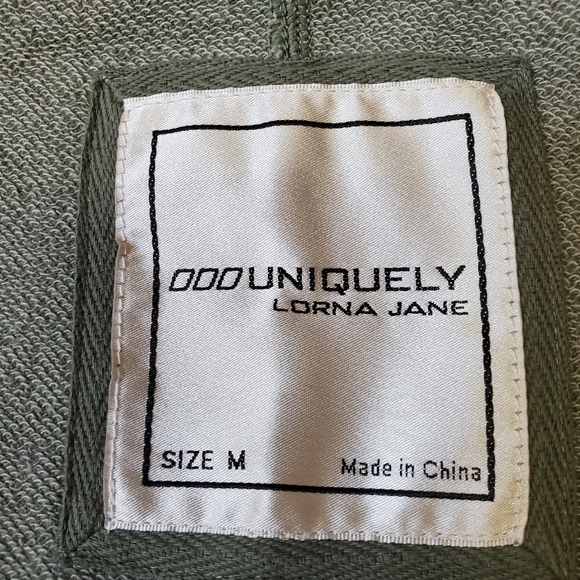 UNIQUELY
LORNA JANE
SIZE M
Made in China